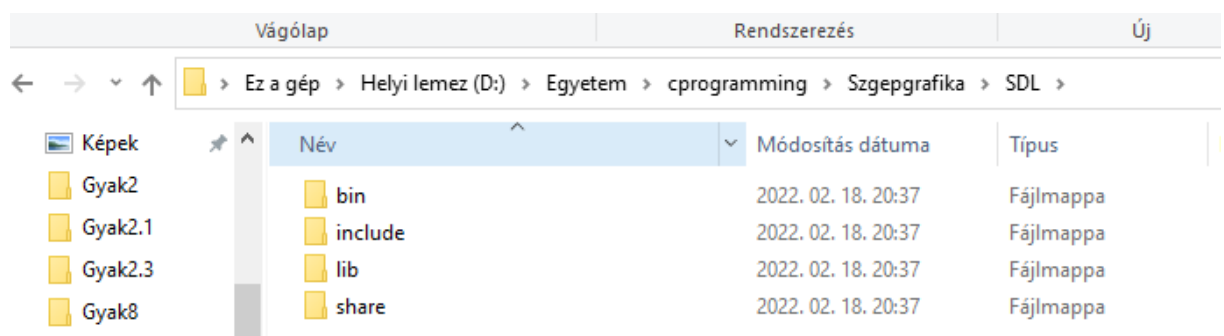 Vágólap Rendszerezés Új
Ez a gép > Helyi lemez (D:) > Egyetem > cprogramming > Szgepgrafika > SDL >
Képek Név Módosítás dátuma Típus
Gyak2 bin 2022. 02. 18. 20:37 Fájlmappa
Gyak2.1 include 2022. 02. 18. 20:37 Fájlmappa
Gyak2.3 lib 2022. 02. 18. 20:37 Fájlmappa
Gyak8 share 2022. 02. 18. 20:37 Fájlmappa